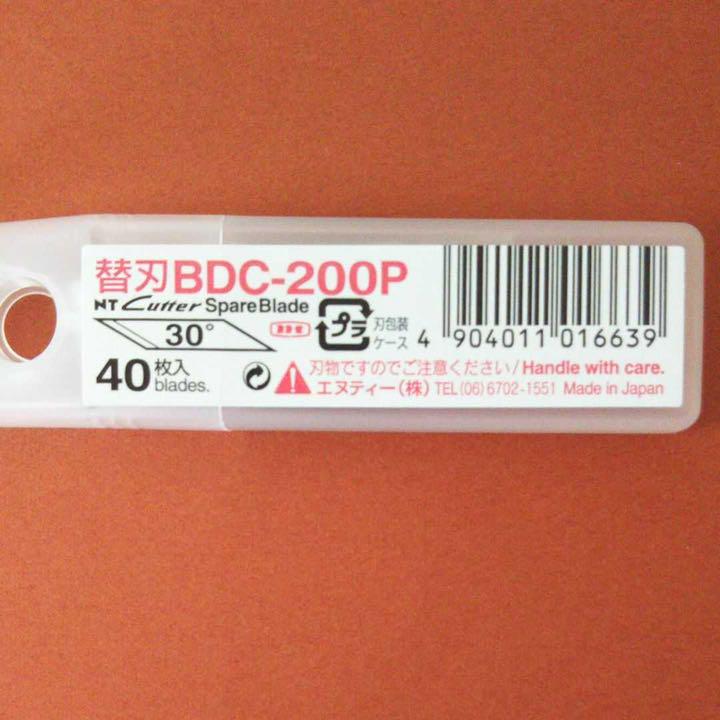 替刃BDC-200P
NT Cutter Spare Blade
30°
プラ
刃包装
ケース
40枚入
blades.
4 904011 016639
刃物ですのでご注意ください/Handle with care.
エヌティー(株) TEL(06)6702-1551 Made in Japan